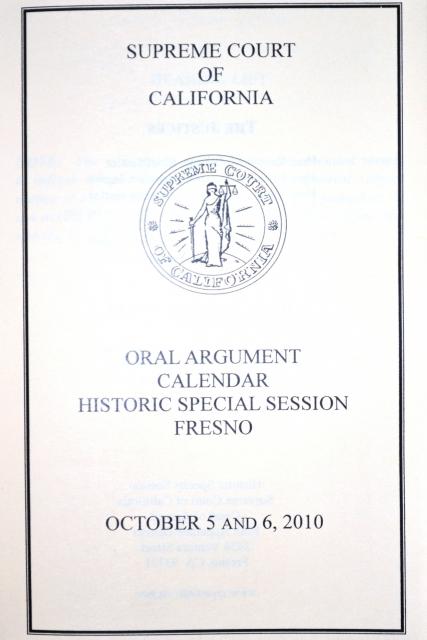 SUPREME COURT
OF
CALIFORNIA
SUPREME COURT
OF CALIFORNIA
ORAL ARGUMENT
CALENDAR
HISTORIC SPECIAL SESSION
FRESNO
OCTOBER 5 AND 6, 2010